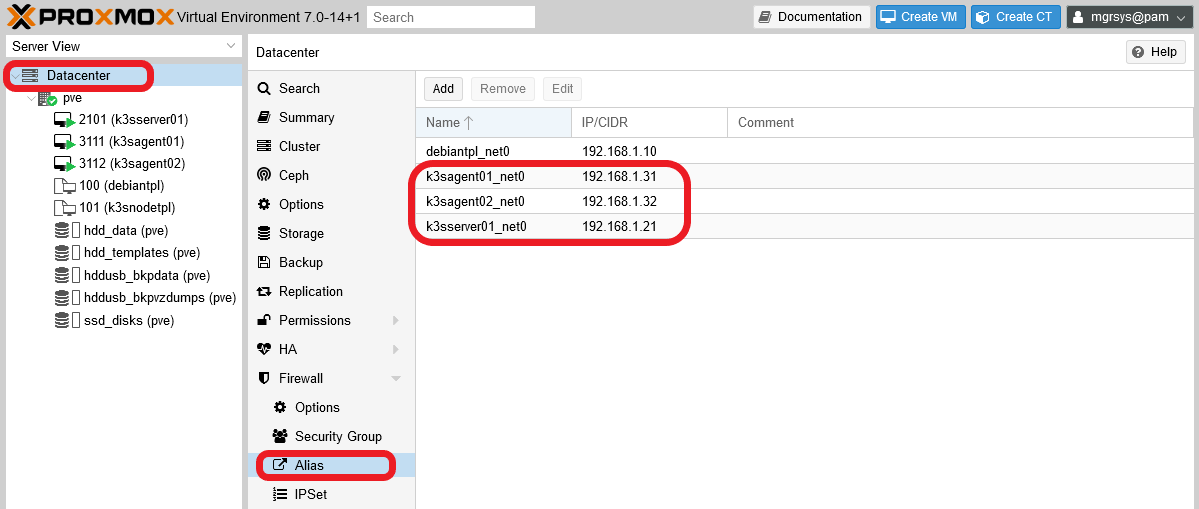 PROXMOX Virtual Environment 7.0-14+1 Search Documentation Create VM Create CT mgrsys@pam
Server View
Datacenter
pve
2101 (k3sserver01)
3111 (k3sagent01)
3112 (k3sagent02)
100 (debiantpl)
101 (k3snodetpl)
hdd_data (pve)
hdd_templates (pve)
hddusb_bkpdata (pve)
hddusb_bkpvzdumps (pve)
ssd_disks (pve)
Datacenter Help
Search
Summary
Cluster
Ceph
Options
Storage
Backup
Replication
Permissions
HA
Firewall
Options
Security Group
Alias
IPSet
Add Remove Edit
Name IP/CIDR Comment
debiantpl_net0 192.168.1.10
k3sagent01_net0 192.168.1.31
k3sagent02_net0 192.168.1.32
k3sserver01_net0 192.168.1.21